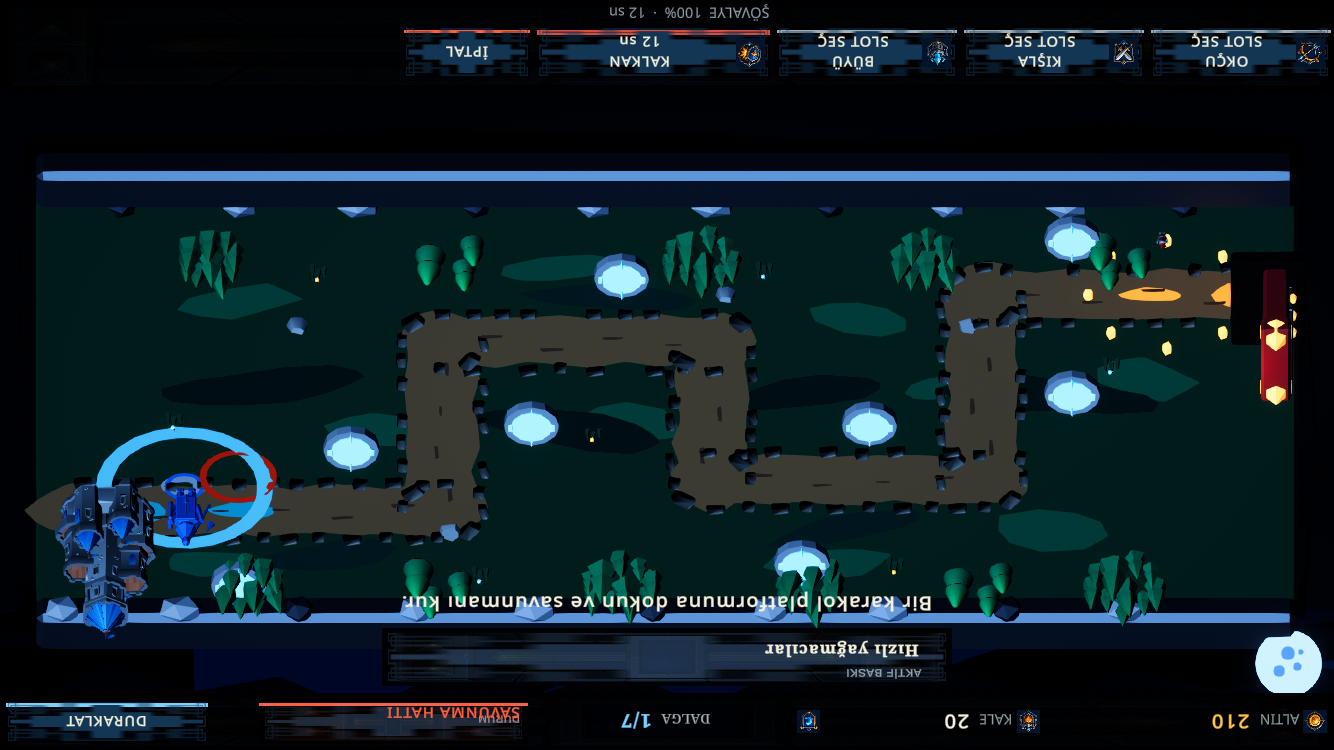 ALTIN 210
KALE 20
DALGA 1/7
DURUM
SAVUNMA HATTI
DURAKLAT
AKTİF BASKI
Hızlı yağmacılar
Bir karakol platformuna dokun ve savunmanı kur.
OKÇU
SLOT SEÇ
KIŞLA
SLOT SEÇ
BÜYÜ
SLOT SEÇ
KALKAN
12 sn
İPTAL
ŞÖVALYE 100% · 12 sn